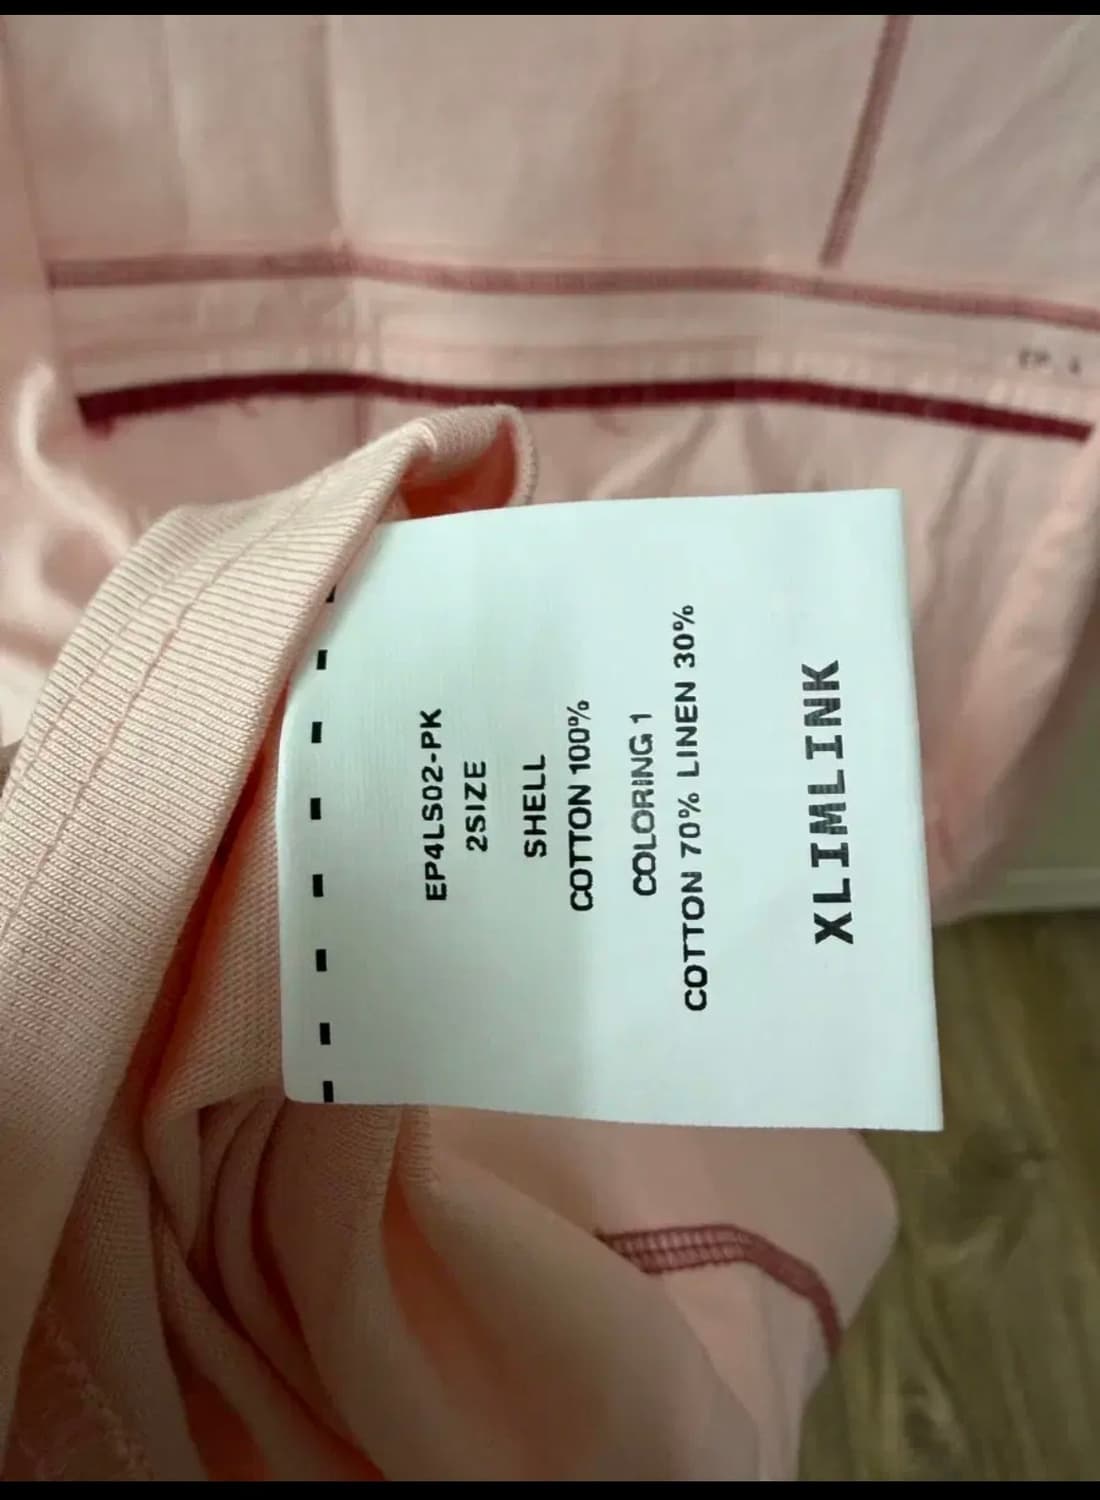 EP4LS02-PK
2SIZE
SHELL
COTTON 100%
COLORING 1
COTTON 70% LINEN 30%
XLIMLINK